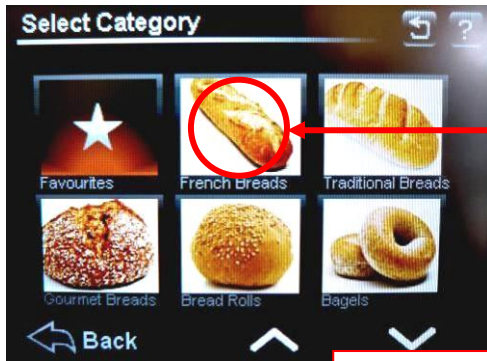 Select Category
?
Favourites French Breads Traditional Breads
Gourmet Breads Bread Rolls Bagels
Back